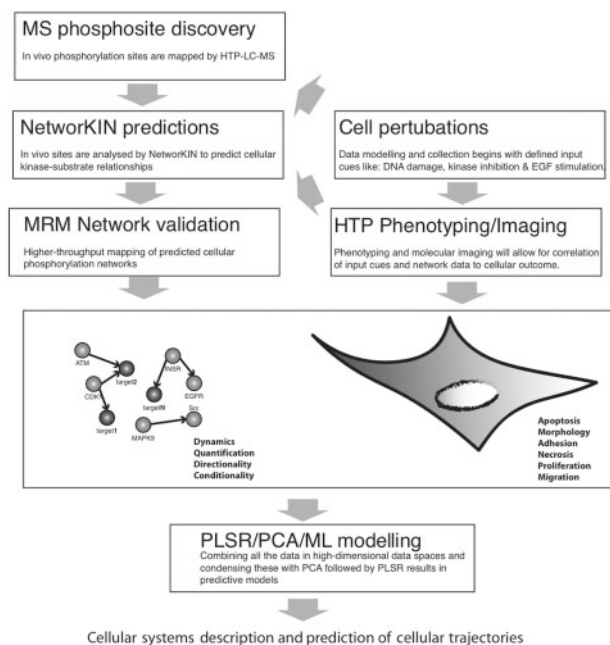 MS phosphosite discovery
In vivo phosphorylation sites are mapped by HTP-LC-MS
NetworKIN predictions
In vivo sites are analysed by NetworKIN to predict cellular
kinase-substrate relationships
Cell pertubations
Data modelling and collection begins with defined input
cues like: DNA damage, kinase inhibition & EGF stimulation.
MRM Network validation
Higher-throughput mapping of predicted cellular
phosphorylation networks
HTP Phenotyping/Imaging
Phenotyping and molecular imaging will allow for correlation
of input cues and network data to cellular outcome.
ATM
target2
CDK1
target1
INSR
EGFR
targetN
Src
MAPK9
Dynamics
Quantification
Directionality
Conditionality
Apoptosis
Morphology
Adhesion
Necrosis
Proliferation
Migration
PLSR/PCA/ML modelling
Combining all the data in high-dimensional data spaces and
condensing these with PCA followed by PLSR results in
predictive models
Cellular systems description and prediction of cellular trajectories